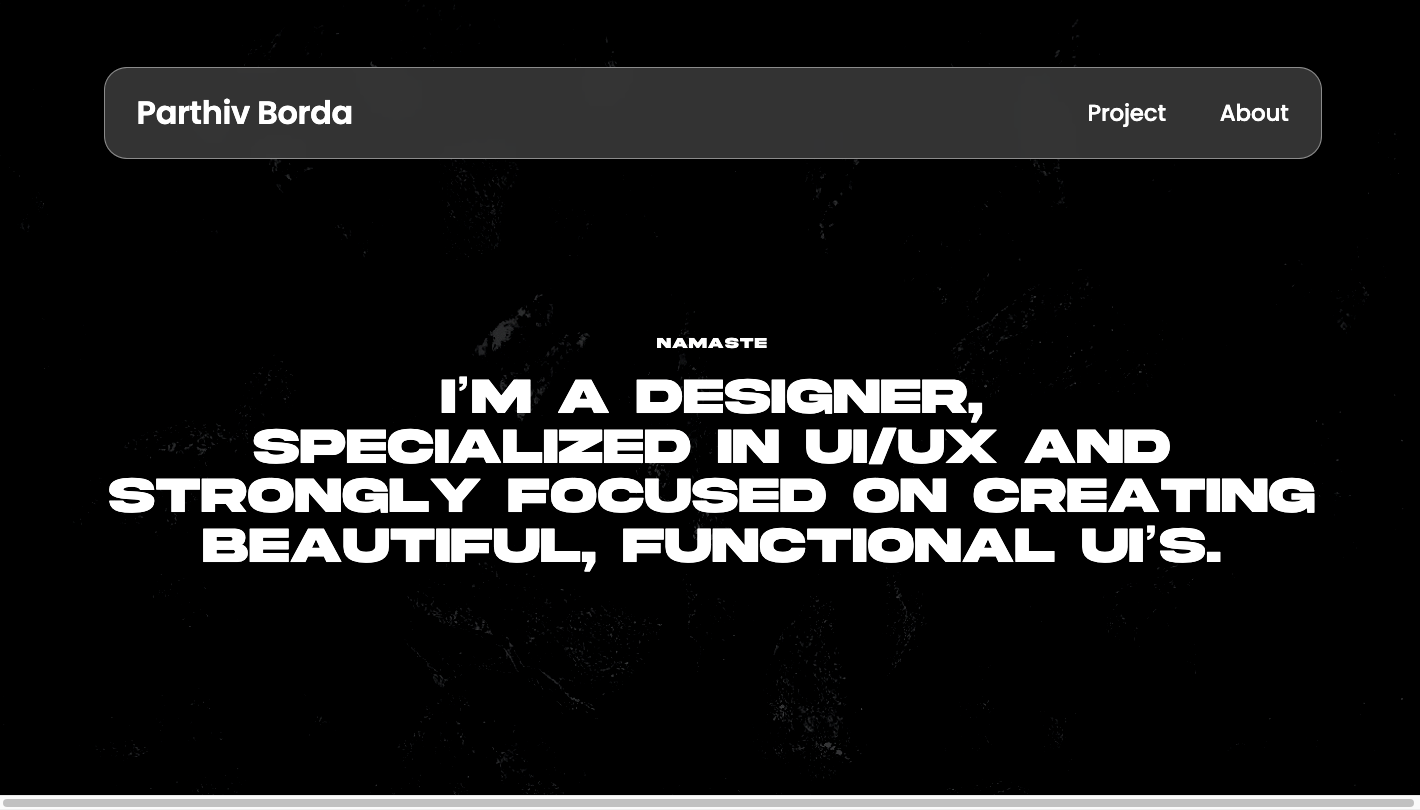 Parthiv Borda
Project
About
NAMASTE
I’M A DESIGNER,
SPECIALIZED IN UI/UX AND
STRONGLY FOCUSED ON CREATING
BEAUTIFUL, FUNCTIONAL UI’S.